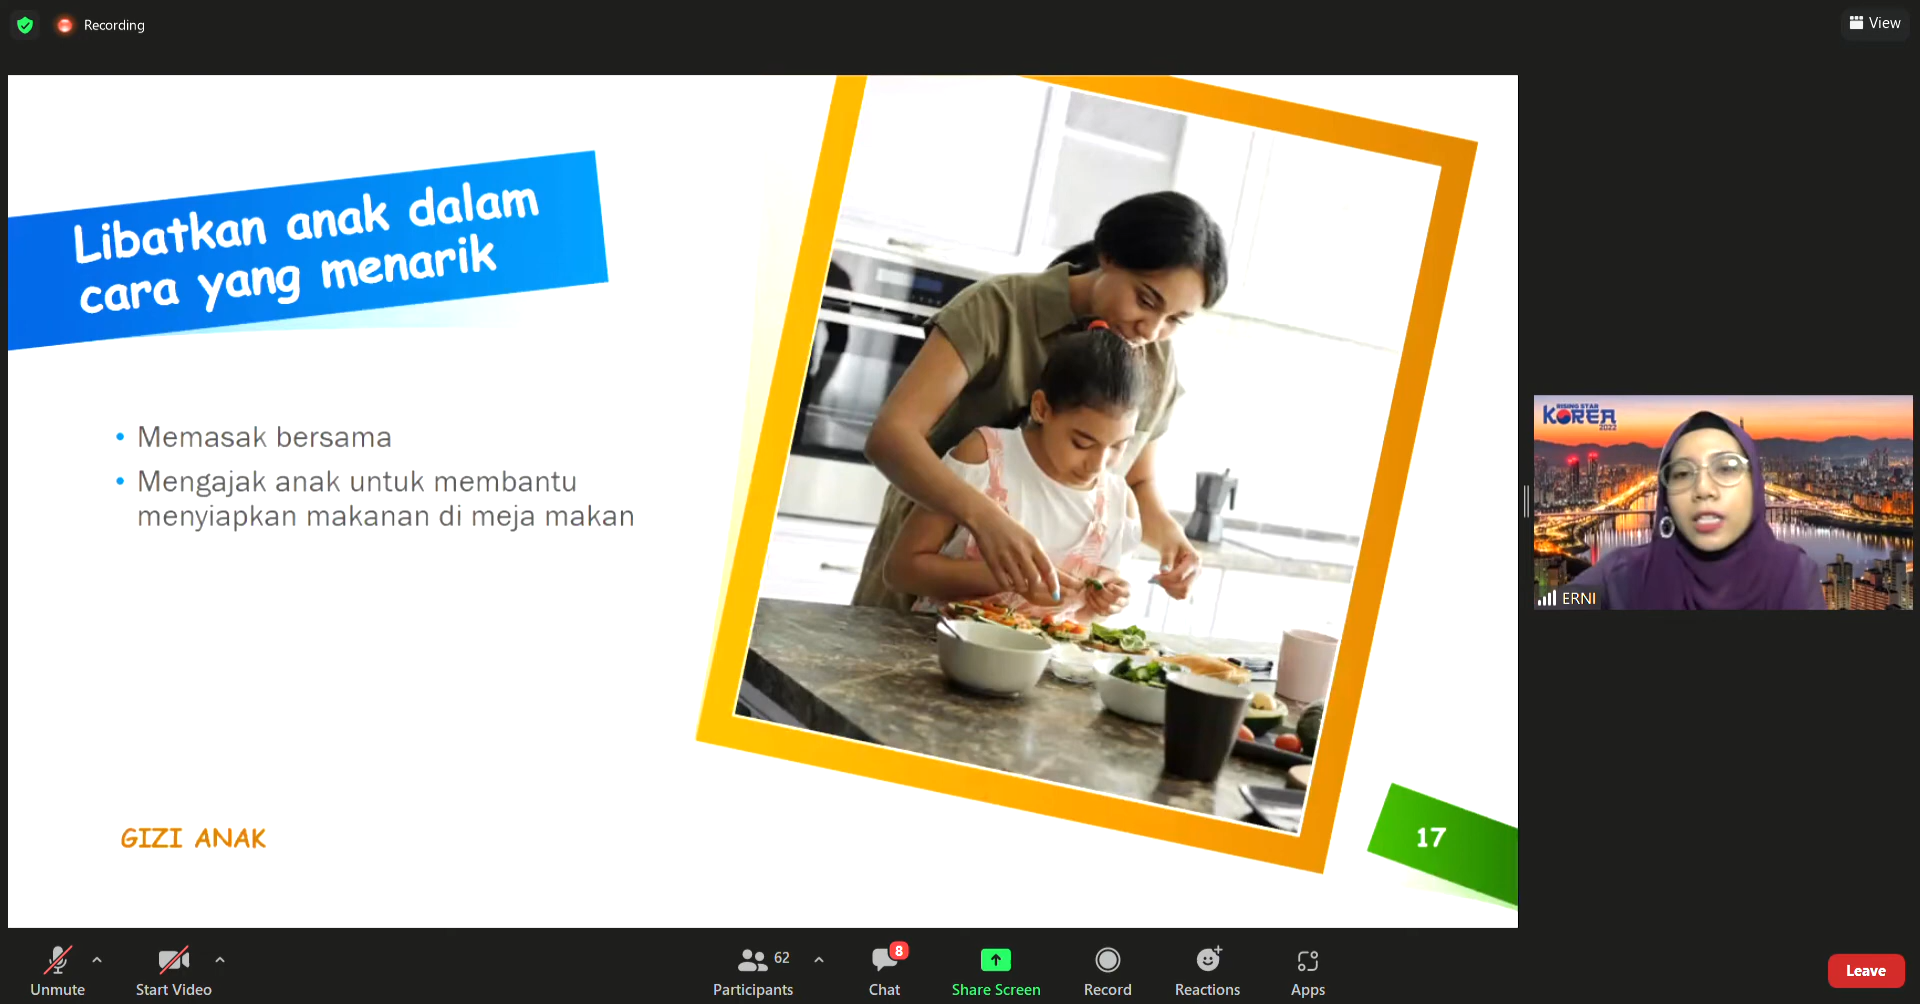 Recording
View
Libatkan anak dalam
cara yang menarik
• Memasak bersama
• Mengajak anak untuk membantu
menyiapkan makanan di meja makan
GIZI ANAK
17
RISING STAR
KOREA
2022
ERNI
Unmute
Start Video
62
Participants
8
Chat
Share Screen
Record
Reactions
Apps
Leave